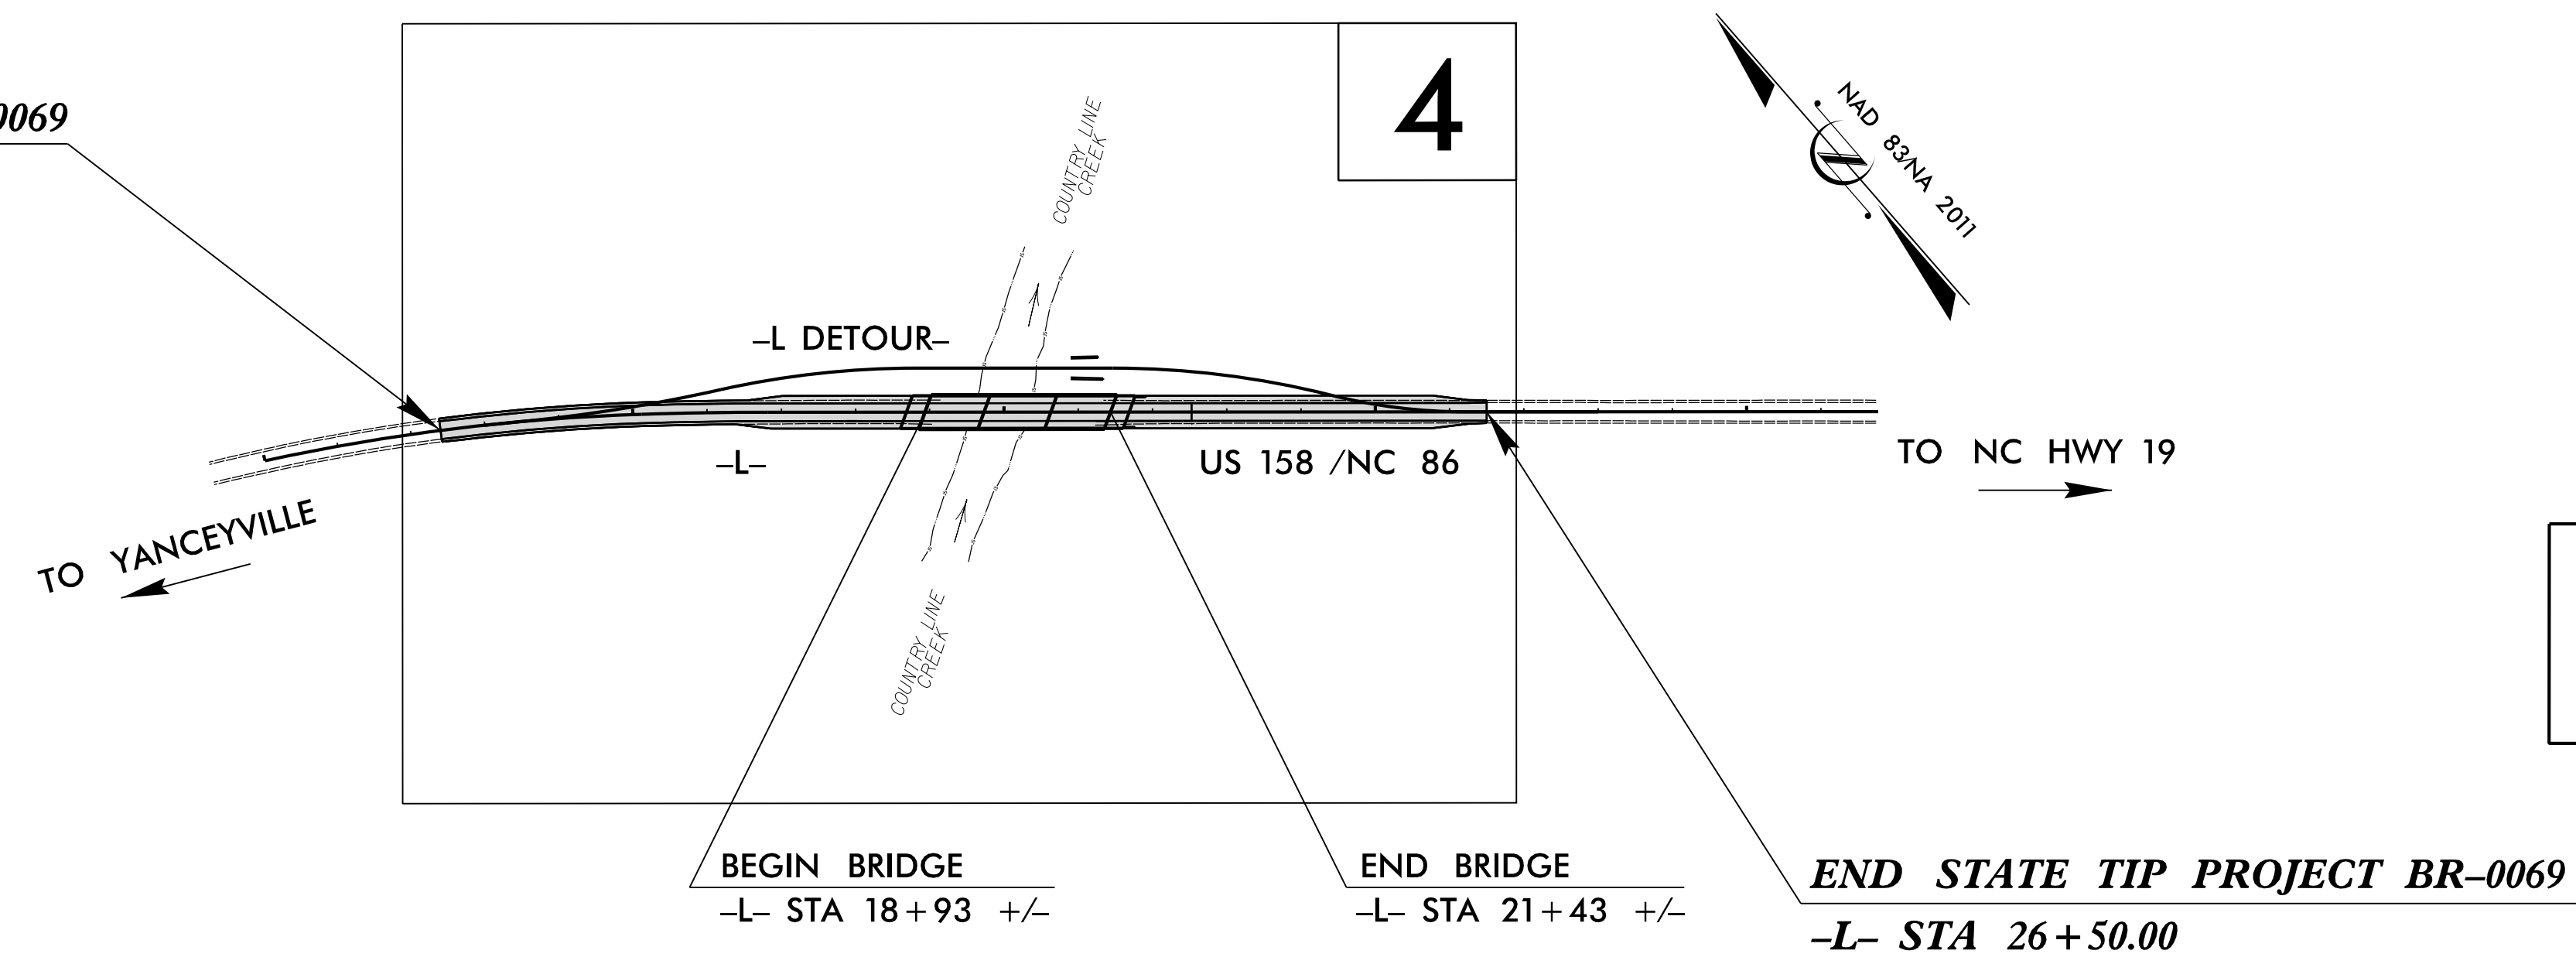 0069
4
NAD 83/NA 2011
COUNTRY LINE
CREEK
–L DETOUR–
–L–
US 158 /NC 86
TO NC HWY 19
TO YANCEYVILLE
COUNTRY LINE
CREEK
BEGIN BRIDGE
–L– STA 18+93 +/–
END BRIDGE
–L– STA 21+43 +/–
END STATE TIP PROJECT BR–0069
–L– STA 26+50.00